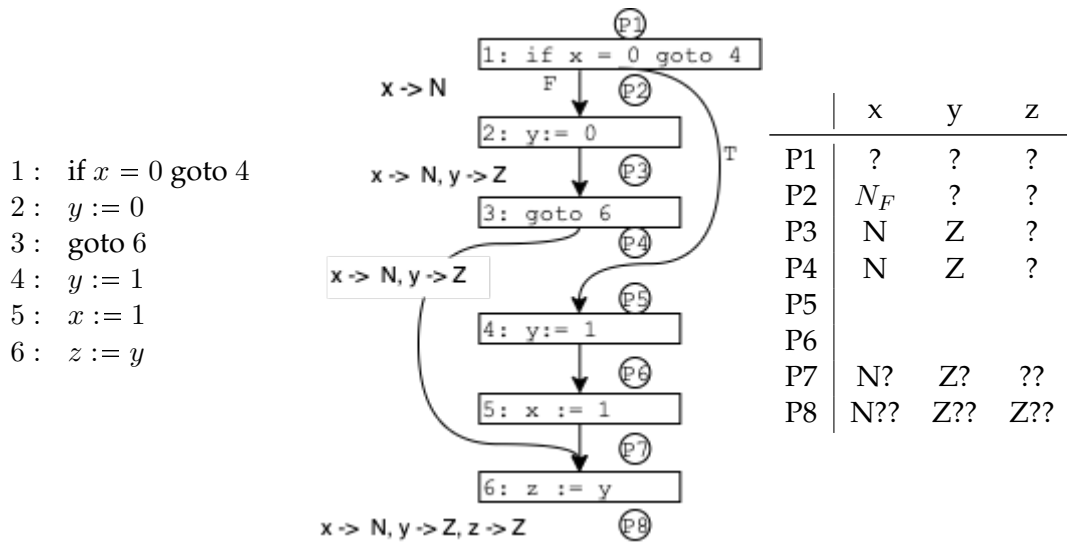 1 : if x = 0 goto 4
2 : y := 0
3 : goto 6
4 : y := 1
5 : x := 1
6 : z := y
P1
1: if x = 0 goto 4
x -> N
F
P2
T
2: y:= 0
x -> N, y -> Z
P3
3: goto 6
P4
x -> N, y -> Z
P5
4: y:= 1
P6
5: x := 1
P7
6: z := y
x -> N, y -> Z, z -> Z
P8
x y z
P1 ? ? ?
P2 N_F ? ?
P3 N Z ?
P4 N Z ?
P5
P6
P7 N? Z? ??
P8 N?? Z?? Z??